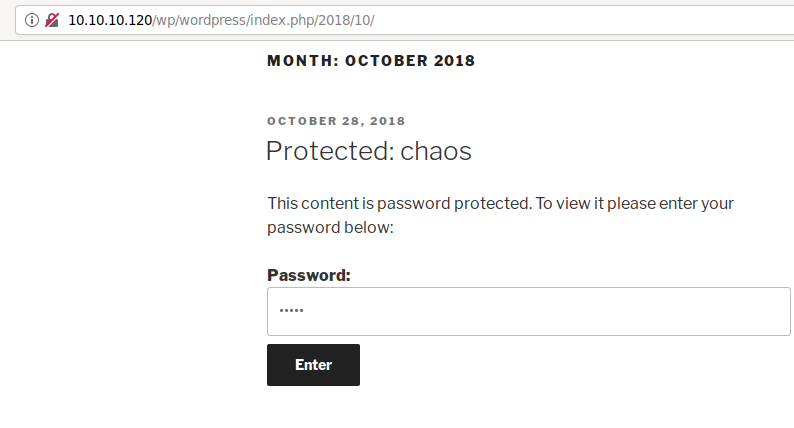 10.10.10.120/wp/wordpress/index.php/2018/10/
MONTH: OCTOBER 2018
OCTOBER 28, 2018
Protected: chaos
This content is password protected. To view it please enter your
password below:
Password:
•••••
Enter